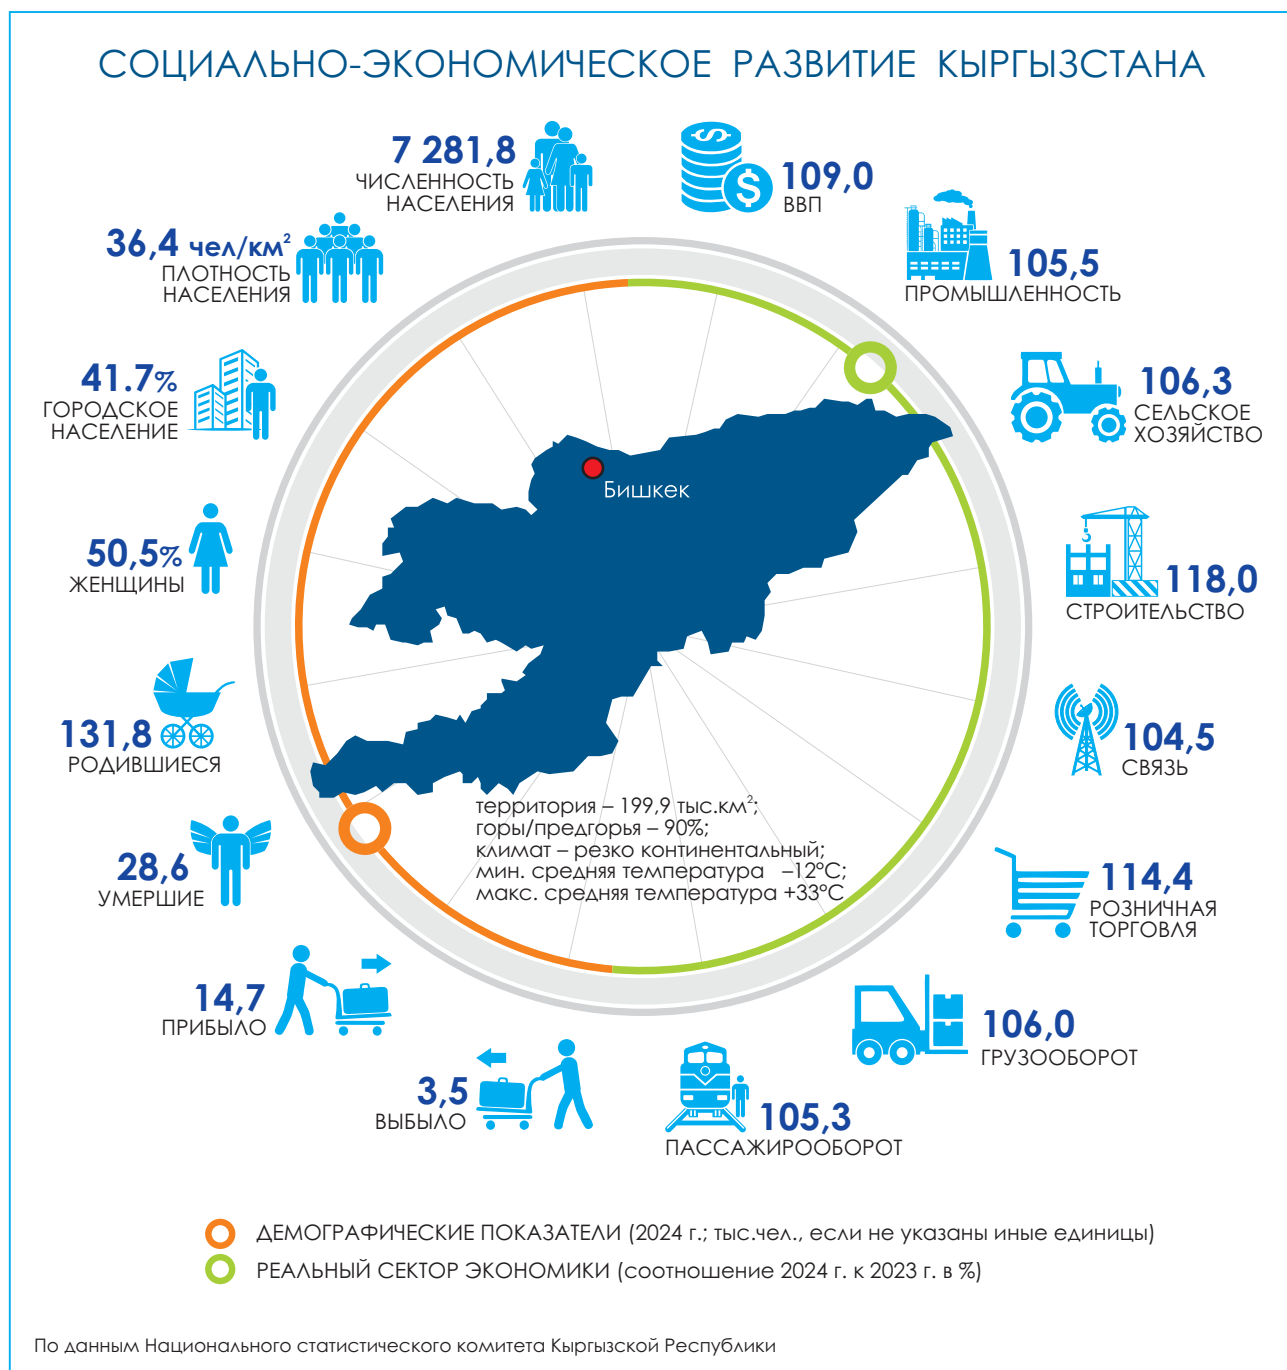 СОЦИАЛЬНО-ЭКОНОМИЧЕСКОЕ РАЗВИТИЕ КЫРГЫЗСТАНА
7 281,8
ЧИСЛЕННОСТЬ
НАСЕЛЕНИЯ
36,4 чел/км²
ПЛОТНОСТЬ
НАСЕЛЕНИЯ
41.7%
ГОРОДСКОЕ
НАСЕЛЕНИЕ
50,5%
ЖЕНЩИНЫ
131,8
РОДИВШИЕСЯ
28,6
УМЕРШИЕ
14,7
ПРИБЫЛО
3,5
ВЫБЫЛО
109,0
ВВП
105,5
ПРОМЫШЛЕННОСТЬ
106,3
СЕЛЬСКОЕ
ХОЗЯЙСТВО
118,0
СТРОИТЕЛЬСТВО
104,5
СВЯЗЬ
114,4
РОЗНИЧНАЯ
ТОРГОВЛЯ
106,0
ГРУЗООБОРОТ
105,3
ПАССАЖИРООБОРОТ
Бишкек
территория – 199,9 тыс.км²;
горы/предгорья – 90%;
климат – резко континентальный;
мин. средняя температура –12°С;
макс. средняя температура +33°С
ДЕМОГРАФИЧЕСКИЕ ПОКАЗАТЕЛИ (2024 г.; тыс.чел., если не указаны иные единицы)
РЕАЛЬНЫЙ СЕКТОР ЭКОНОМИКИ (соотношение 2024 г. к 2023 г. в %)
По данным Национального статистического комитета Кыргызской Республики